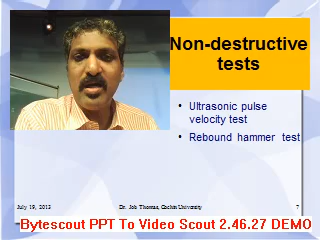 Non-destructive
tests
• Ultrasonic pulse
velocity test
• Rebound hammer test
July 19, 2013 Dr. Job Thomas, Cochin University 7
Bytescout PPT To Video Scout 2.46.27 DEMO